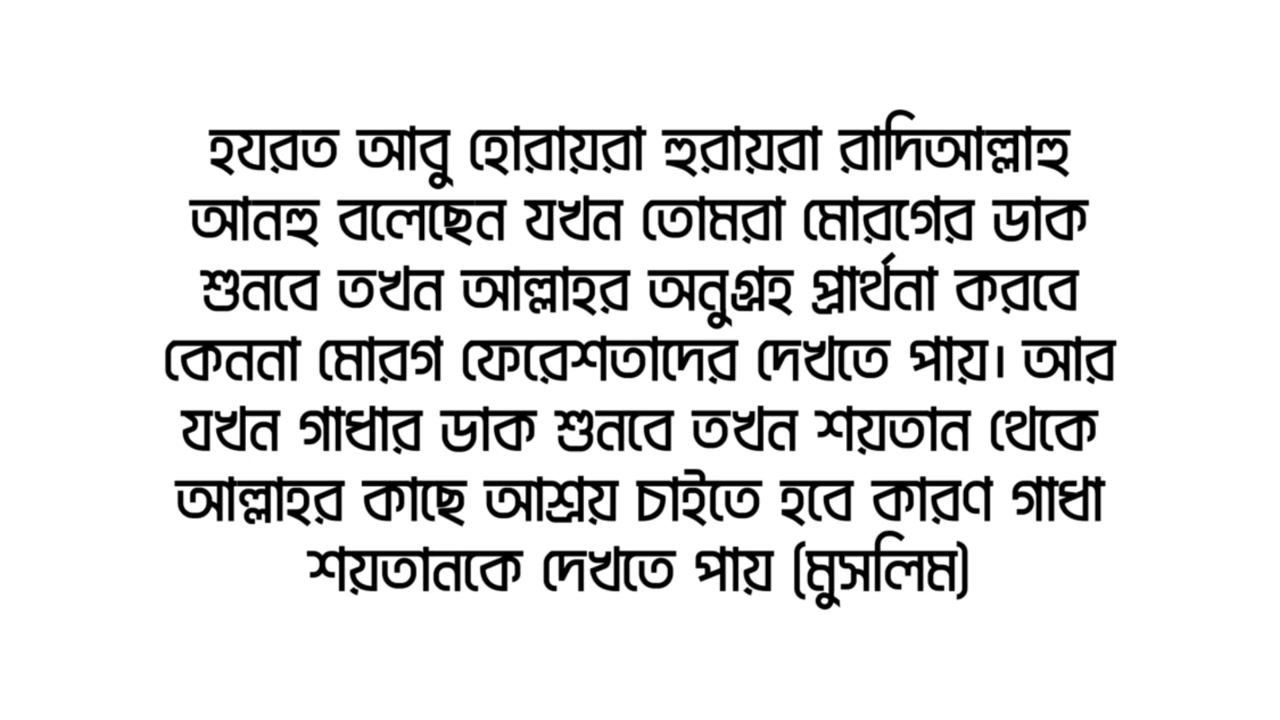 হযরত আবু হোরায়রা হুরায়রা রাদিআল্লাহু
আনহু বলেছেন যখন তোমরা মোরগের ডাক
শুনবে তখন আল্লাহর অনুগ্রহ প্রার্থনা করবে
কেননা মোরগ ফেরেশতাদের দেখতে পায়। আর
যখন গাধার ডাক শুনবে তখন শয়তান থেকে
আল্লাহর কাছে আশ্রয় চাইতে হবে কারণ গাধা
শয়তানকে দেখতে পায় (মুসলিম)